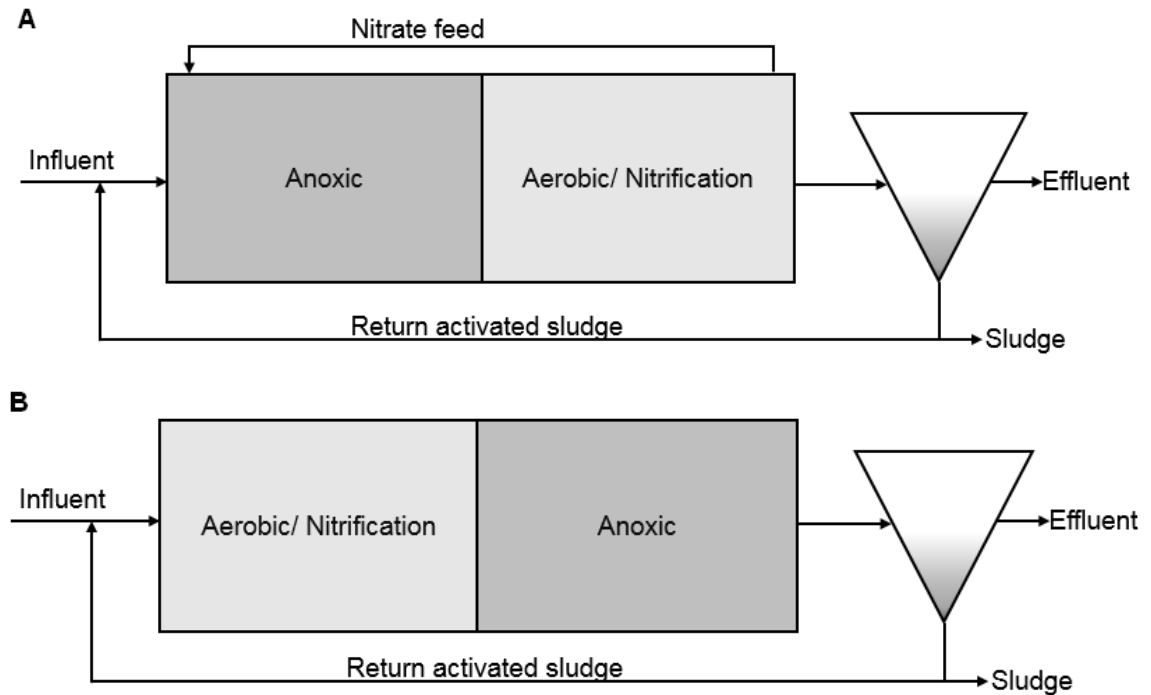 A
Nitrate feed
Influent
Anoxic
Aerobic/ Nitrification
Effluent
Return activated sludge
Sludge
B
Influent
Aerobic/ Nitrification
Anoxic
Effluent
Return activated sludge
Sludge